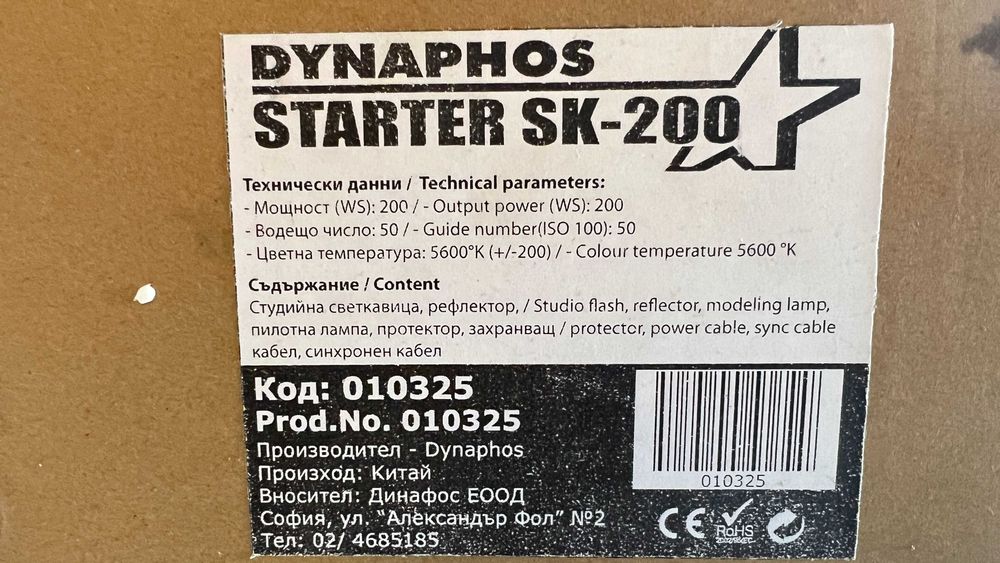 DYNAPHOS
STARTER SK-200
Технически данни / Technical parameters:
- Мощност (WS): 200 / - Output power (WS): 200
- Водещо число: 50 / - Guide number(ISO 100): 50
- Цветна температура: 5600°K (+/-200) / - Colour temperature 5600 °K
Съдържание / Content
Студийна светкавица, рефлектор, / Studio flash, reflector, modeling lamp,
пилотна лампа, протектор, захранващ / protector, power cable, sync cable
кабел, синхронен кабел
Код: 010325
Prod.No. 010325
Производител - Dynaphos
Произход: Китай
Вносител: Динафос ЕООД
София, ул. "Александър Фол" №2
Тел: 02/ 4685185
010325
CE RoHS
2002/95/EC